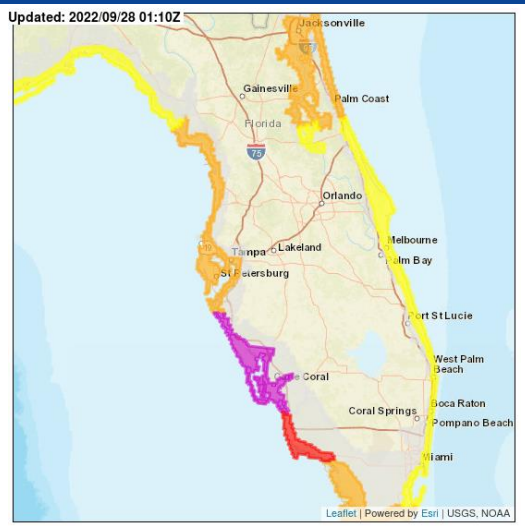 Updated: 2022/09/28 01:10Z
Jacksonville
Gainesville
Palm Coast
Florida
75
Orlando
Melbourne
Tampa
Lakeland
Palm Bay
St Petersburg
Port St Lucie
West Palm
Beach
Cape Coral
Boca Raton
Coral Springs
Pompano Beach
Miami
Leaflet | Powered by Esri | USGS, NOAA